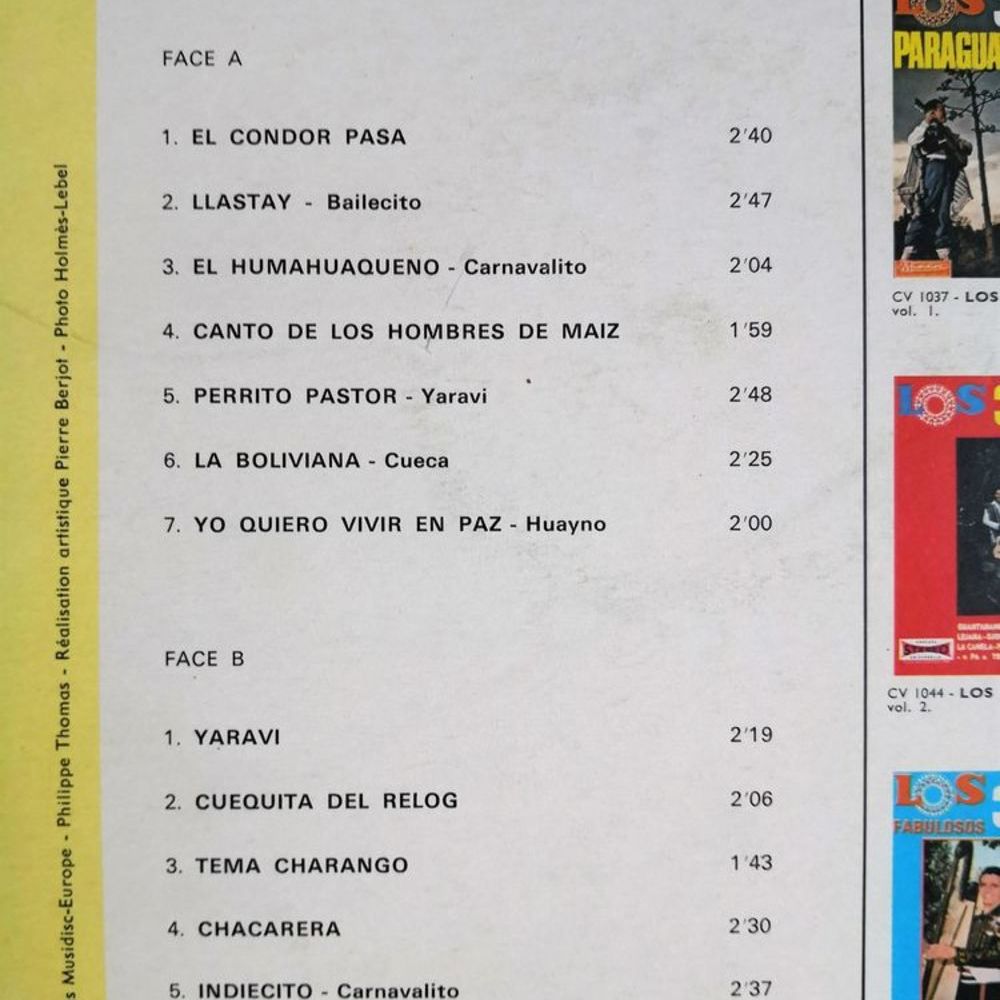 FACE A
1. EL CONDOR PASA 2'40
2. LLASTAY - Bailecito 2'47
3. EL HUMAHUAQUENO - Carnavalito 2'04
4. CANTO DE LOS HOMBRES DE MAIZ 1'59
5. PERRITO PASTOR - Yaravi 2'48
6. LA BOLIVIANA - Cueca 2'25
7. YO QUIERO VIVIR EN PAZ - Huayno 2'00
FACE B
1. YARAVI 2'19
2. CUEQUITA DEL RELOG 2'06
3. TEMA CHARANGO 1'43
4. CHACARERA 2'30
5. INDIECITO - Carnavalito 2'37
s Musidisc-Europe - Philippe Thomas - Réalisation artistique Pierre Berjot - Photo Holmès-Lebel
LOS 3
PARAGUA
CV 1037 - LOS
vol. 1.
LOS 3
STEREO
CV 1044 - LOS
vol. 2.
LOS 3
FABULOSOS